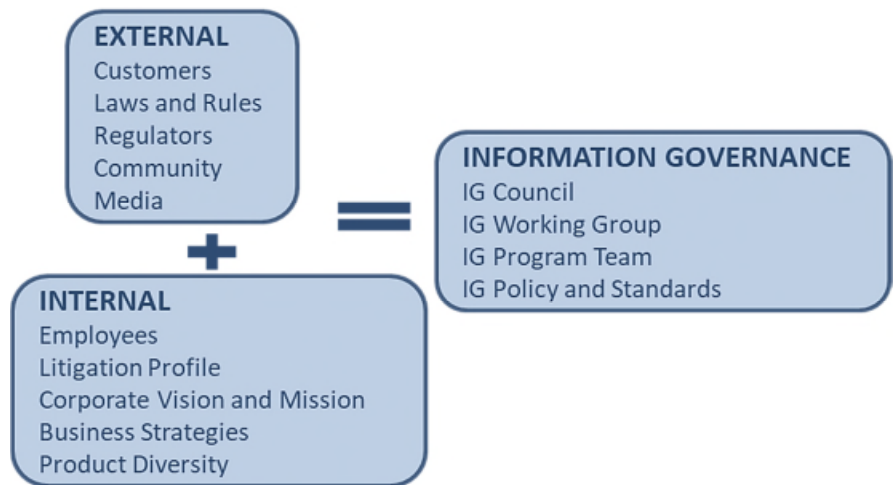 EXTERNAL
Customers
Laws and Rules
Regulators
Community
Media
+
INTERNAL
Employees
Litigation Profile
Corporate Vision and Mission
Business Strategies
Product Diversity
=
INFORMATION GOVERNANCE
IG Council
IG Working Group
IG Program Team
IG Policy and Standards